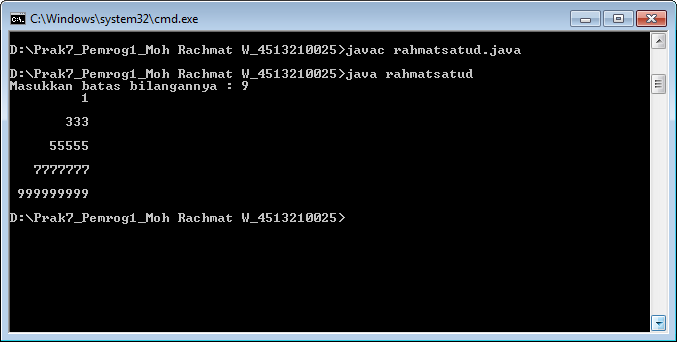 C:\Windows\system32\cmd.exe
D:\Prak7_Pemrog1_Moh Rachmat W_4513210025>javac rahmatsatud.java
D:\Prak7_Pemrog1_Moh Rachmat W_4513210025>java rahmatsatud
Masukkan batas bilangannya : 9
1
333
55555
7777777
999999999
D:\Prak7_Pemrog1_Moh Rachmat W_4513210025>